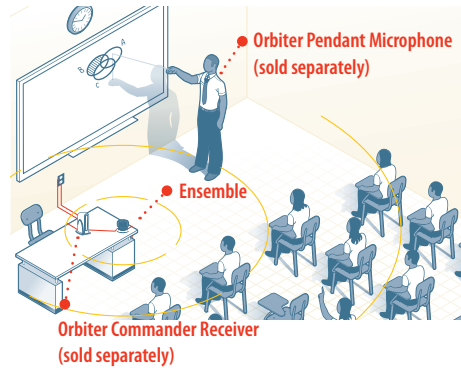 Orbiter Pendant Microphone
(sold separately)
A
B
C
Ensemble
Orbiter Commander Receiver
(sold separately)